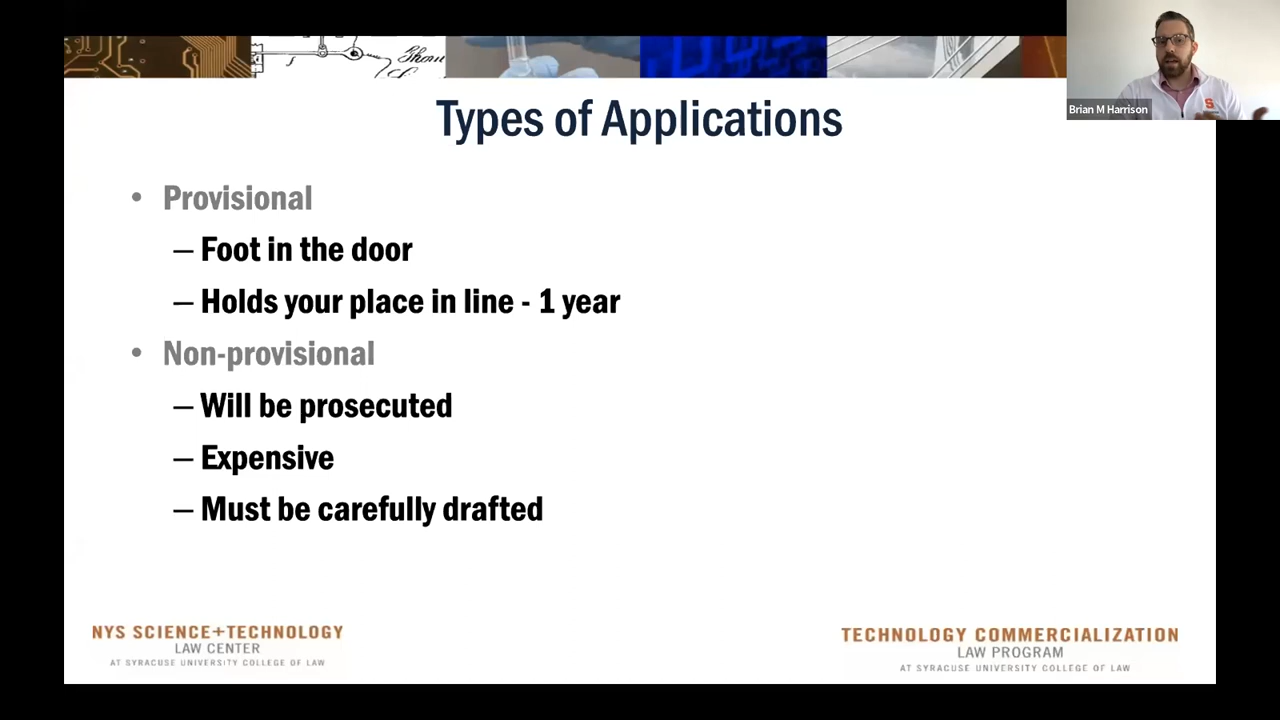 Types of Applications
Brian M Harrison
• Provisional
– Foot in the door
– Holds your place in line - 1 year
• Non-provisional
– Will be prosecuted
– Expensive
– Must be carefully drafted
NYS SCIENCE+TECHNOLOGY
LAW CENTER
AT SYRACUSE UNIVERSITY COLLEGE OF LAW
TECHNOLOGY COMMERCIALIZATION
LAW PROGRAM
AT SYRACUSE UNIVERSITY COLLEGE OF LAW
S